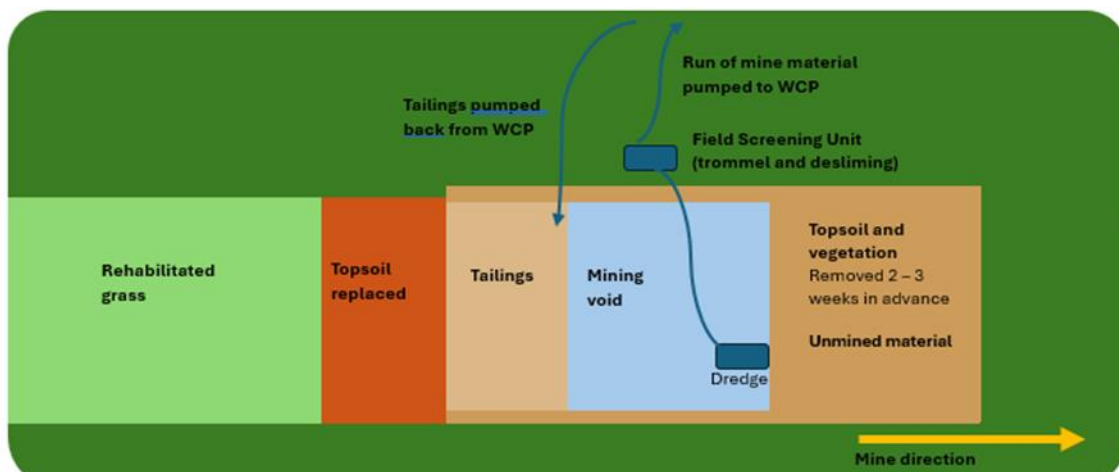 Run of mine material
pumped to WCP
Tailings pumped
back from WCP
Field Screening Unit
(trommel and desliming)
Rehabilitated
grass
Topsoil
replaced
Tailings
Mining
void
Topsoil and
vegetation
Removed 2 – 3
weeks in advance
Unmined material
Dredge
Mine direction